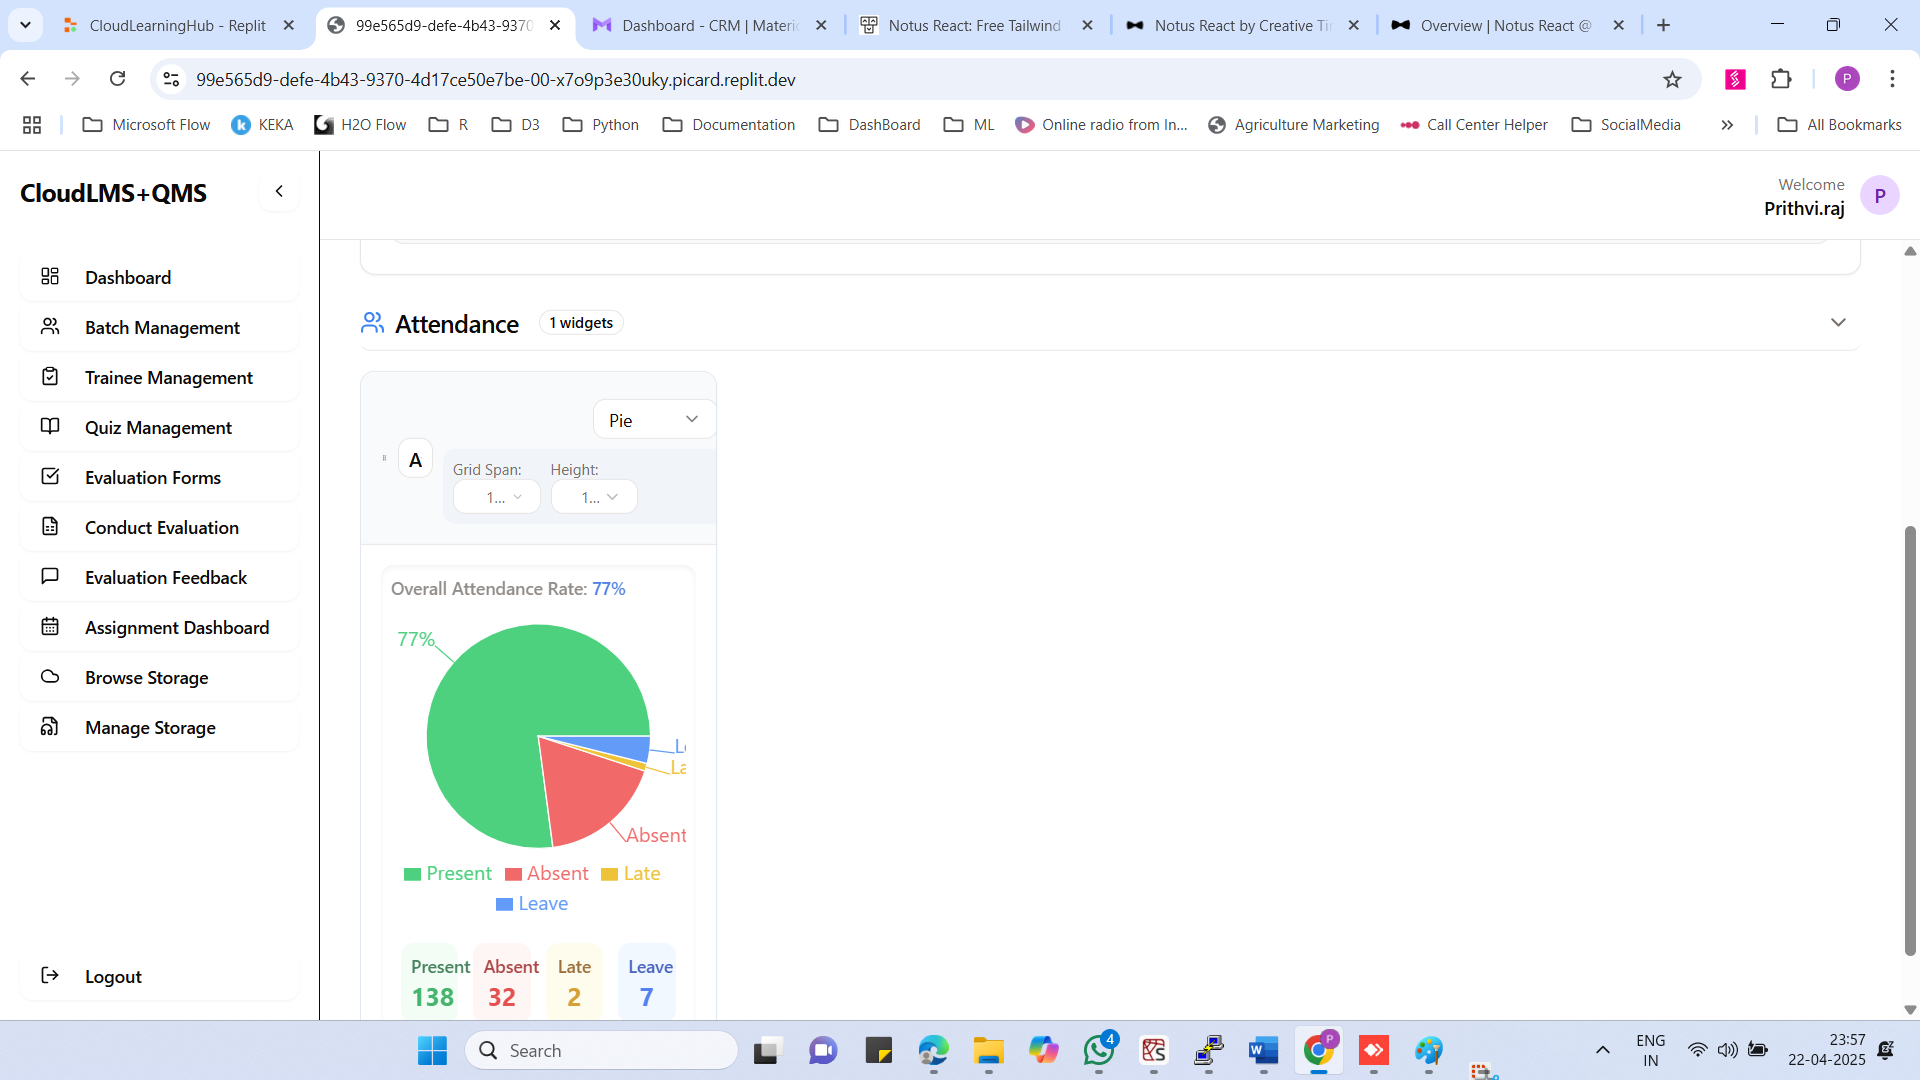 CloudLearningHub - Replit
99e565d9-defe-4b43-9370
Dashboard - CRM | Materi
Notus React: Free Tailwind
Notus React by Creative Ti
Overview | Notus React @
99e565d9-defe-4b43-9370-4d17ce50e7be-00-x7o9p3e30uky.picard.replit.dev
P
Microsoft Flow
KEKA
H2O Flow
R
D3
Python
Documentation
DashBoard
ML
Online radio from In...
Agriculture Marketing
Call Center Helper
SocialMedia
All Bookmarks
CloudLMS+QMS
Welcome
Prithvi.raj
P
Dashboard
Batch Management
Trainee Management
Quiz Management
Evaluation Forms
Conduct Evaluation
Evaluation Feedback
Assignment Dashboard
Browse Storage
Manage Storage
Logout
Attendance
1 widgets
Pie
A
Grid Span:
Height:
1...
1...
Overall Attendance Rate: 77%
77%
L
La
Absent
Present
Absent
Late
Leave
Present
138
Absent
32
Late
2
Leave
7
Search
4
P
ENG
IN
23:57
22-04-2025